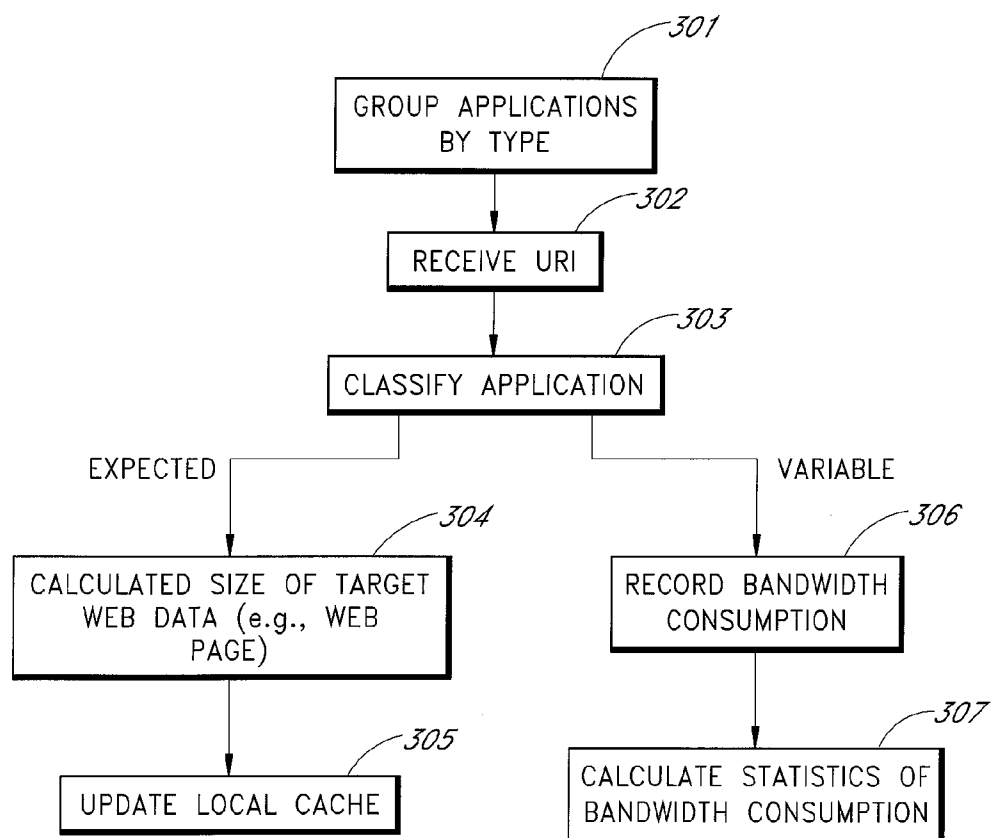 301
GROUP APPLICATIONS
BY TYPE
302
RECEIVE URI
303
CLASSIFY APPLICATION
EXPECTED
VARIABLE
304
CALCULATED SIZE OF TARGET
WEB DATA (e.g., WEB
PAGE)
306
RECORD BANDWIDTH
CONSUMPTION
305
UPDATE LOCAL CACHE
307
CALCULATE STATISTICS OF
BANDWIDTH CONSUMPTION